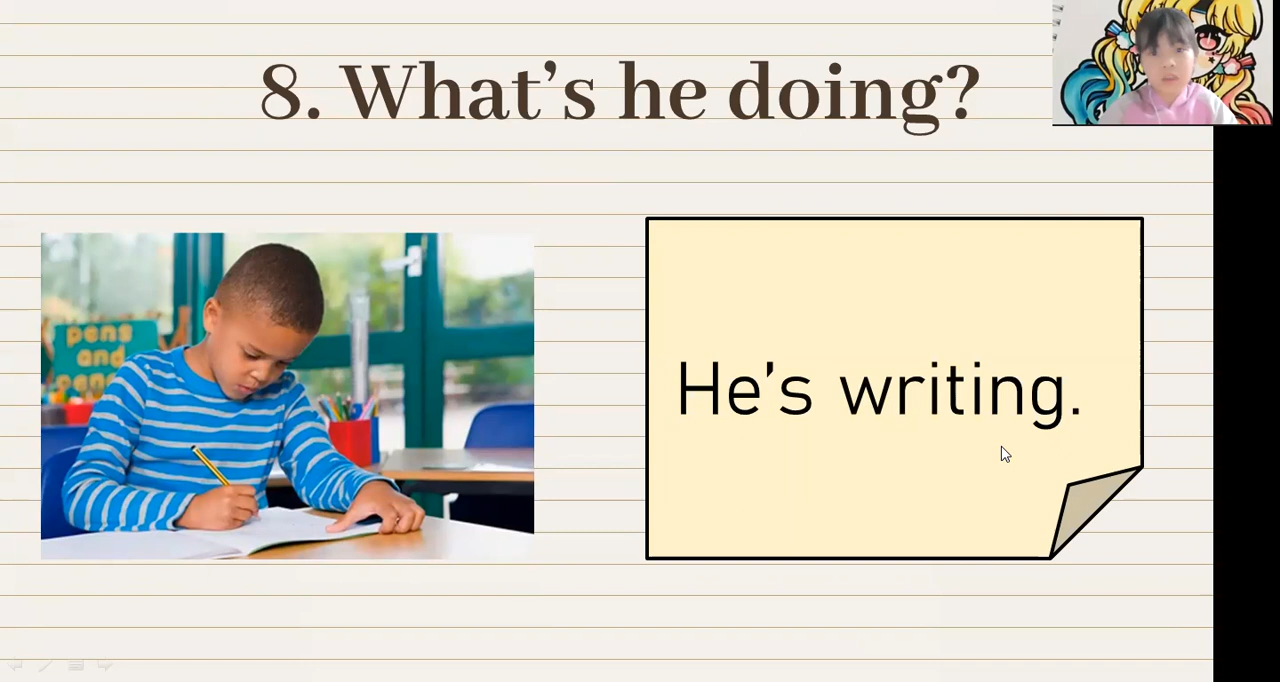 8. What's he doing?
pens
and
He's writing.